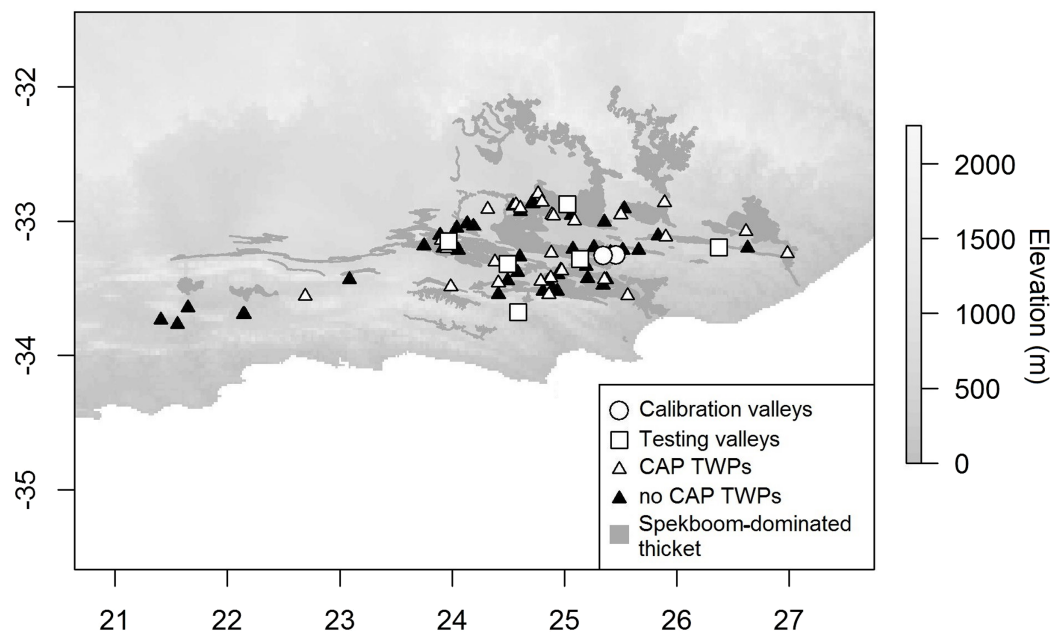 -32
-33
-34
-35
21
22
23
24
25
26
27
Calibration valleys
Testing valleys
CAP TWPs
no CAP TWPs
Spekboom-dominated
thicket
2000
1500
1000
500
0
Elevation (m)